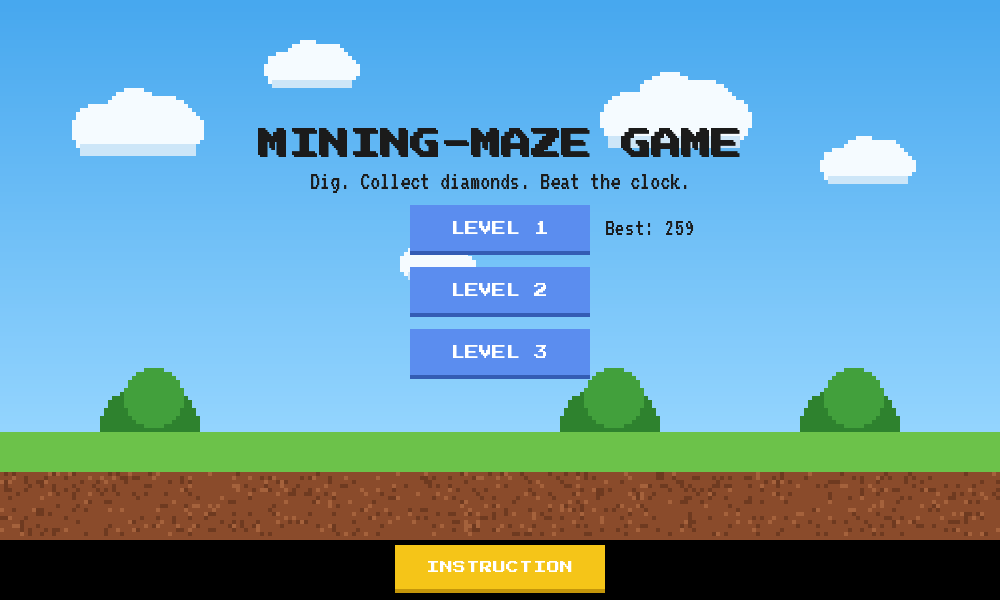 MINING-MAZE GAME
Dig. Collect diamonds. Beat the clock.
LEVEL 1
Best: 259
LEVEL 2
LEVEL 3
INSTRUCTION